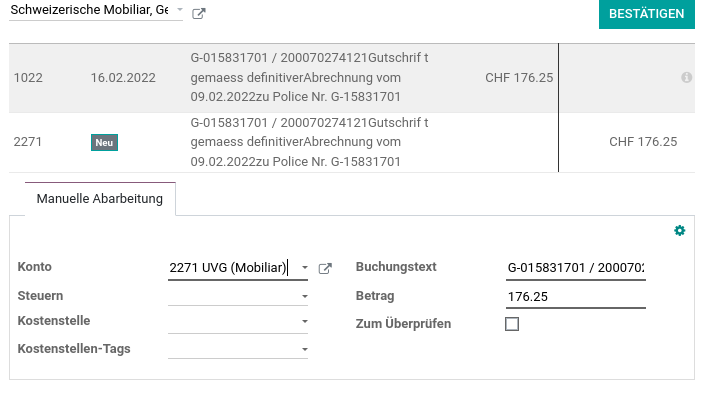 Schweizerische Mobiliar, Ge
BESTÄTIGEN
1022 16.02.2022 G-015831701 / 200070274121Gutschrif t gemaess definitiverAbrechnung vom 09.02.2022zu Police Nr. G-15831701 CHF 176.25
2271 Neu G-015831701 / 200070274121Gutschrif t gemaess definitiverAbrechnung vom 09.02.2022zu Police Nr. G-15831701 CHF 176.25
Manuelle Abarbeitung
Konto 2271 UVG (Mobiliar)
Steuern
Kostenstelle
Kostenstellen-Tags
Buchungstext G-015831701 / 200070
Betrag 176.25
Zum Überprüfen